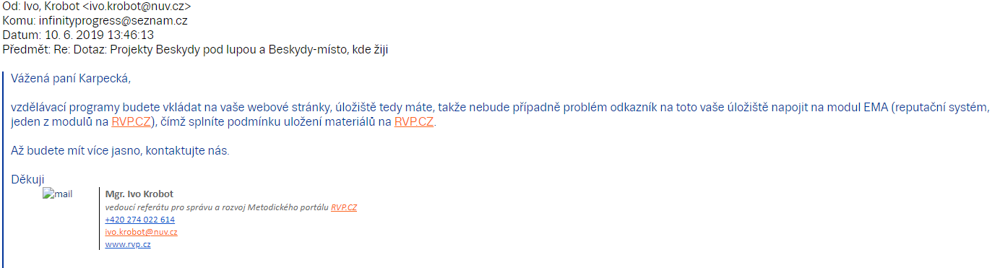 Od: Ivo, Krobot <ivo.krobot@nuv.cz>
Komu: infinityprogress@seznam.cz
Datum: 10. 6. 2019 13:46:13
Předmět: Re: Dotaz: Projekty Beskydy pod lupou a Beskydy-místo, kde žiji
Vážená paní Karpecká,
vzdělávací programy budete vkládat na vaše webové stránky, úložiště tedy máte, takže nebude případně problém odkazník na toto vaše úložiště napojit na modul EMA (reputační systém,
jeden z modulů na RVP.CZ), čímž splníte podmínku uložení materiálů na RVP.CZ.
Až budete mít více jasno, kontaktujte nás.
Děkuji
mail
Mgr. Ivo Krobot
vedoucí referátu pro správu a rozvoj Metodického portálu RVP.CZ
+420 274 022 614
ivo.krobot@nuv.cz
www.rvp.cz